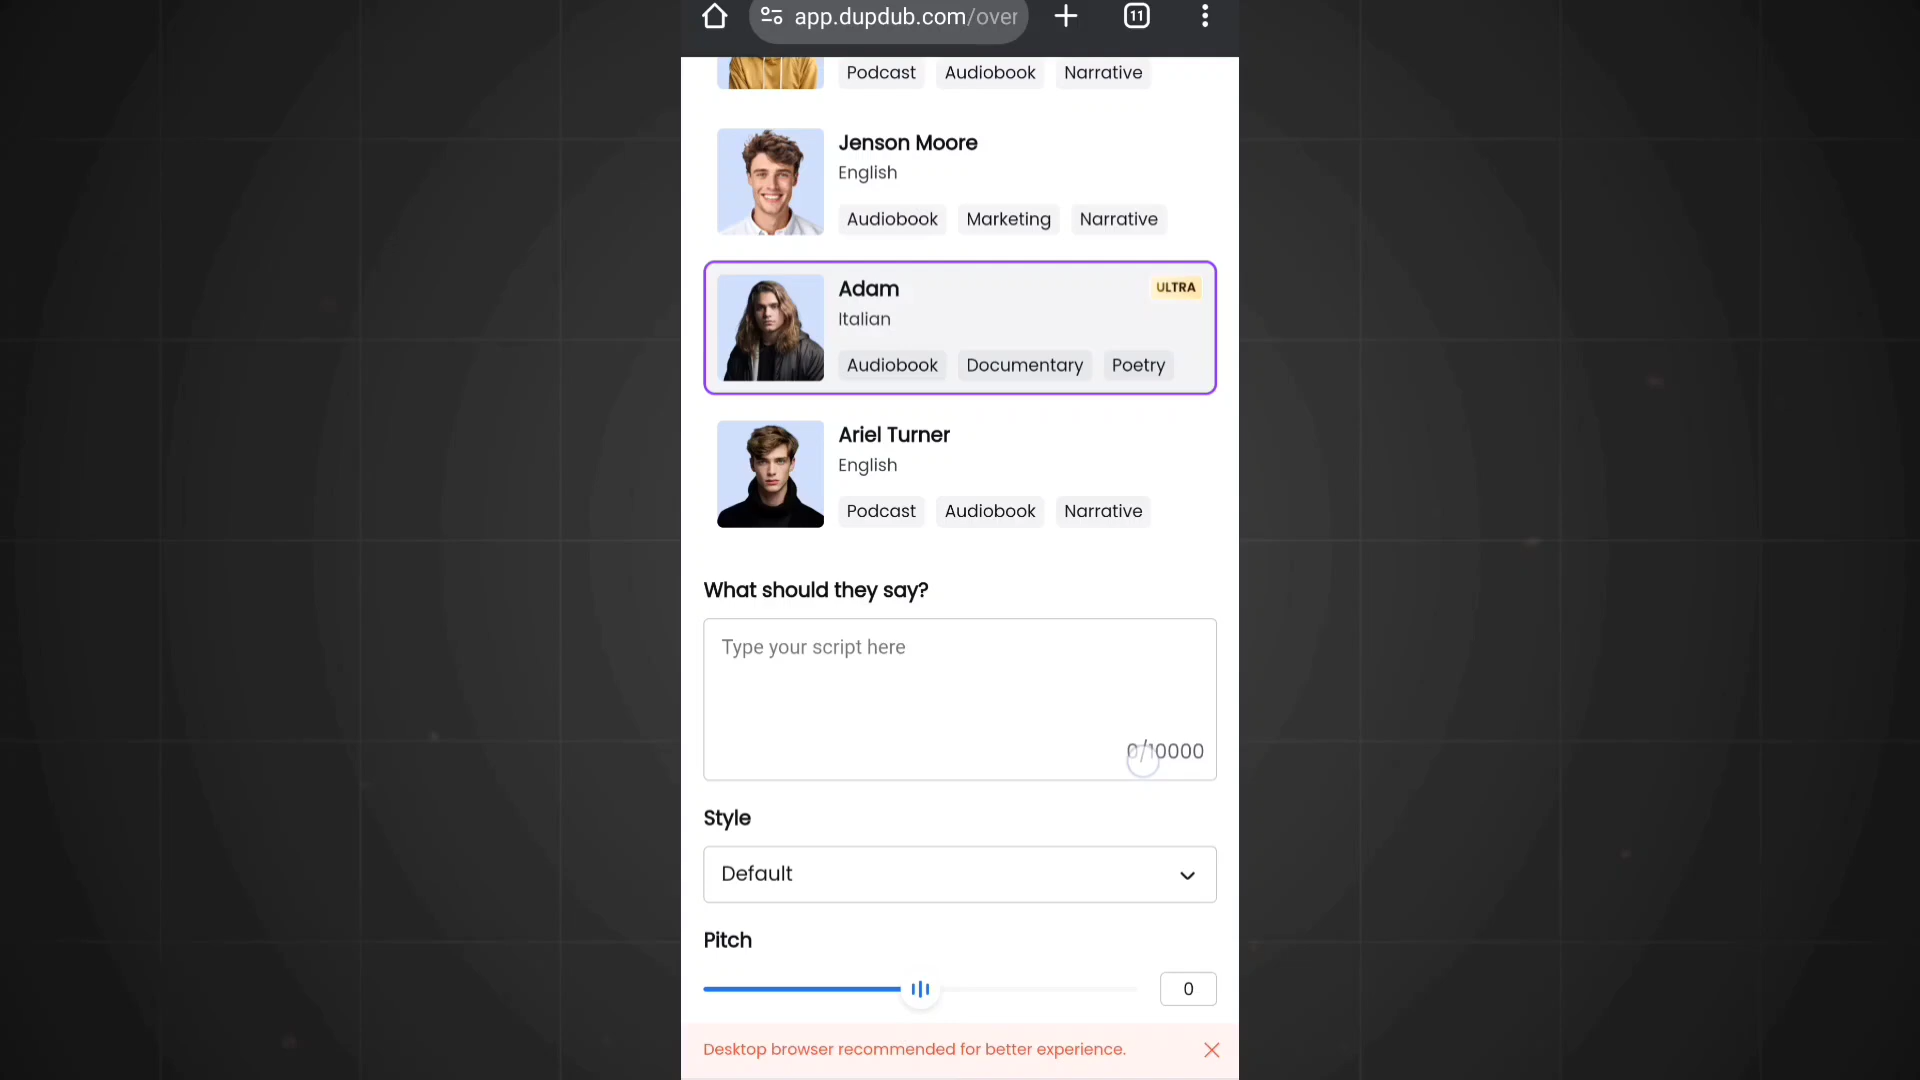 app.dupdub.com/over
11
Podcast Audiobook Narrative
Jenson Moore
English
Audiobook Marketing Narrative
Adam ULTRA
Italian
Audiobook Documentary Poetry
Ariel Turner
English
Podcast Audiobook Narrative
What should they say?
Type your script here
0/10000
Style
Default
Pitch
0
Desktop browser recommended for better experience.